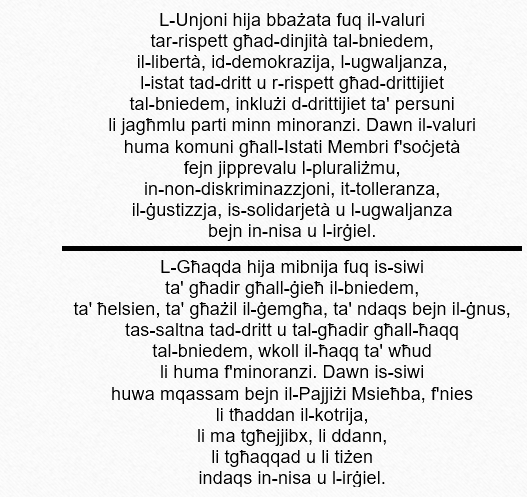 L-Unjoni hija bbażata fuq il-valuri
tar-rispett għad-dinjità tal-bniedem,
il-libertà, id-demokrazija, l-ugwaljanza,
l-istat tad-dritt u r-rispett għad-drittijiet
tal-bniedem, inklużi d-drittijiet ta' persuni
li jagħmlu parti minn minoranzi. Dawn il-valuri
huma komuni għall-Istati Membri f'soċjetà
fejn jipprevalu l-pluraliżmu,
in-non-diskriminazzjoni, it-tolleranza,
il-ġustizzja, is-solidarjetà u l-ugwaljanza
bejn in-nisa u l-irġiel.
L-Għaqda hija mibnija fuq is-siwi
ta' għadir għall-ġieħ il-bniedem,
ta' ħelsien, ta' għażil il-ġemgħa, ta' ndaqs bejn il-ġnus,
tas-saltna tad-dritt u tal-għadir għall-ħaqq
tal-bniedem, wkoll il-ħaqq ta' wħud
li huma f'minoranzi. Dawn is-siwi
huwa mqassam bejn il-Pajjiżi Msieħba, f'nies
li tħaddan il-kotrija,
li ma tgħejjibx, li ddann,
li tgħaqqad u li tiżen
indaqs in-nisa u l-irġiel.